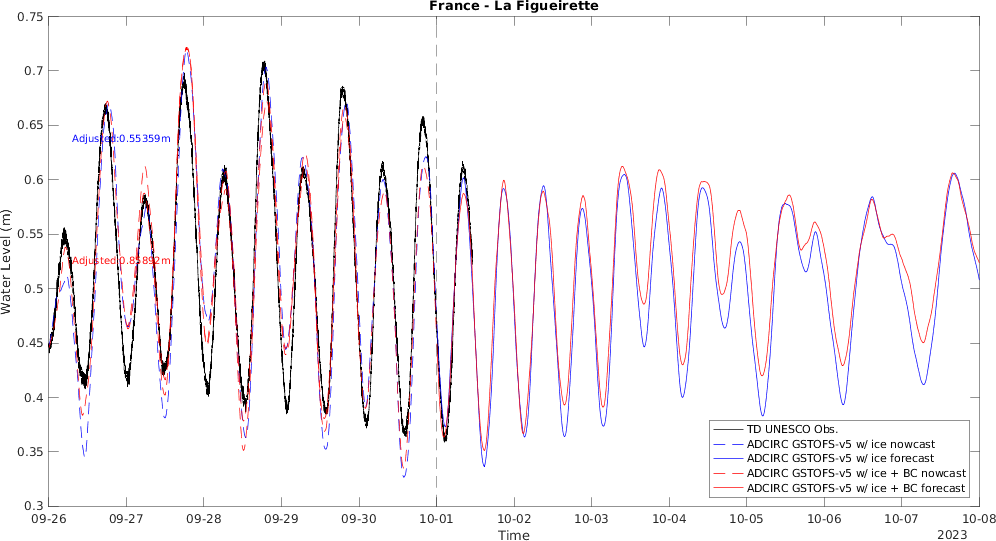 France - La Figueirette
0.75
0.7
0.65
0.6
0.55
0.5
0.45
0.4
0.35
0.3
Water Level (m)
Adjusted:0.55359m
Adjusted:0.85892m
TD UNESCO Obs.
ADCIRC GSTOFS-v5 w/ ice nowcast
ADCIRC GSTOFS-v5 w/ ice forecast
ADCIRC GSTOFS-v5 w/ ice + BC nowcast
ADCIRC GSTOFS-v5 w/ ice + BC forecast
09-26 09-27 09-28 09-29 09-30 10-01 10-02 10-03 10-04 10-05 10-06 10-07 10-08
Time
2023